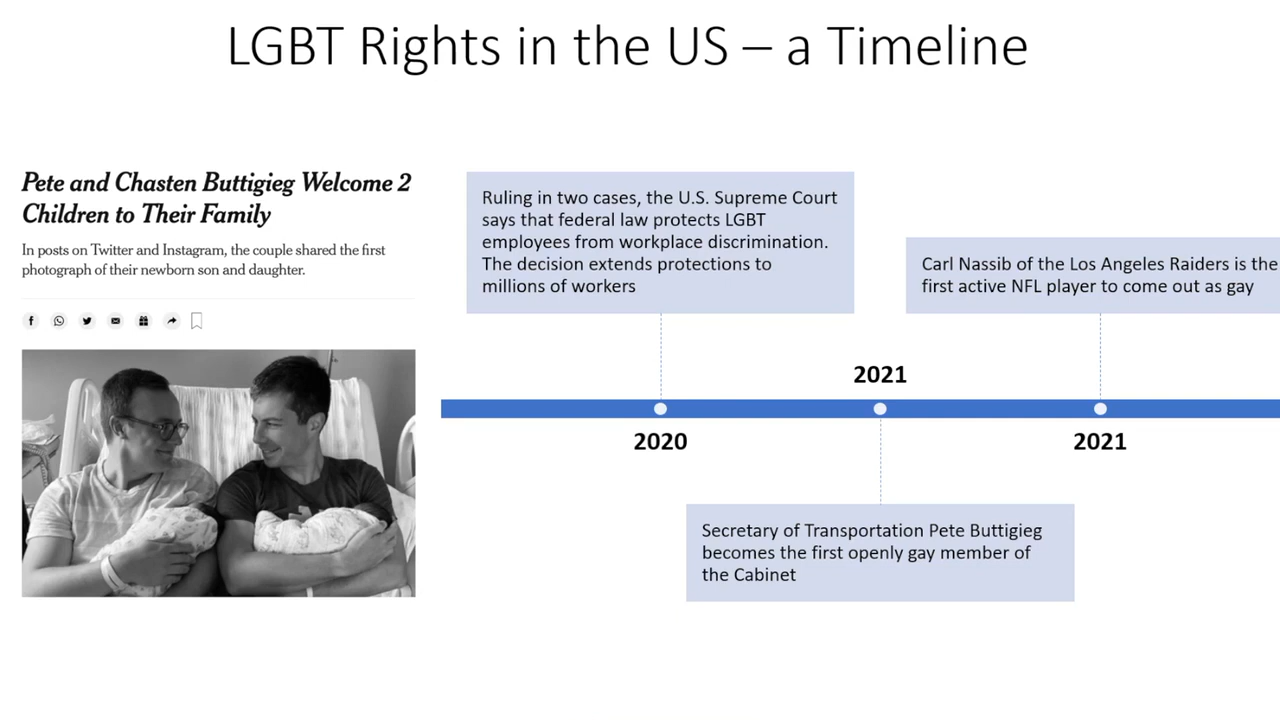 LGBT Rights in the US – a Timeline
Pete and Chasten Buttigieg Welcome 2
Children to Their Family
In posts on Twitter and Instagram, the couple shared the first
photograph of their newborn son and daughter.
Ruling in two cases, the U.S. Supreme Court
says that federal law protects LGBT
employees from workplace discrimination.
The decision extends protections to
millions of workers
Carl Nassib of the Los Angeles Raiders is the
first active NFL player to come out as gay
2021
2020
2021
Secretary of Transportation Pete Buttigieg
becomes the first openly gay member of
the Cabinet